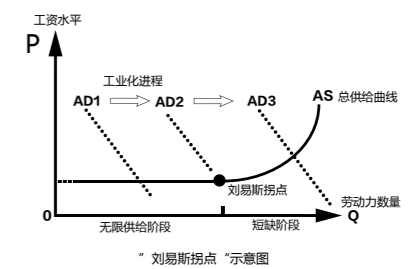 工资水平
P
工业化进程
AD1 AD2 AD3 AS 总供给曲线
刘易斯拐点
劳动力数量
0 Q
无限供给阶段 短缺阶段
”刘易斯拐点“示意图